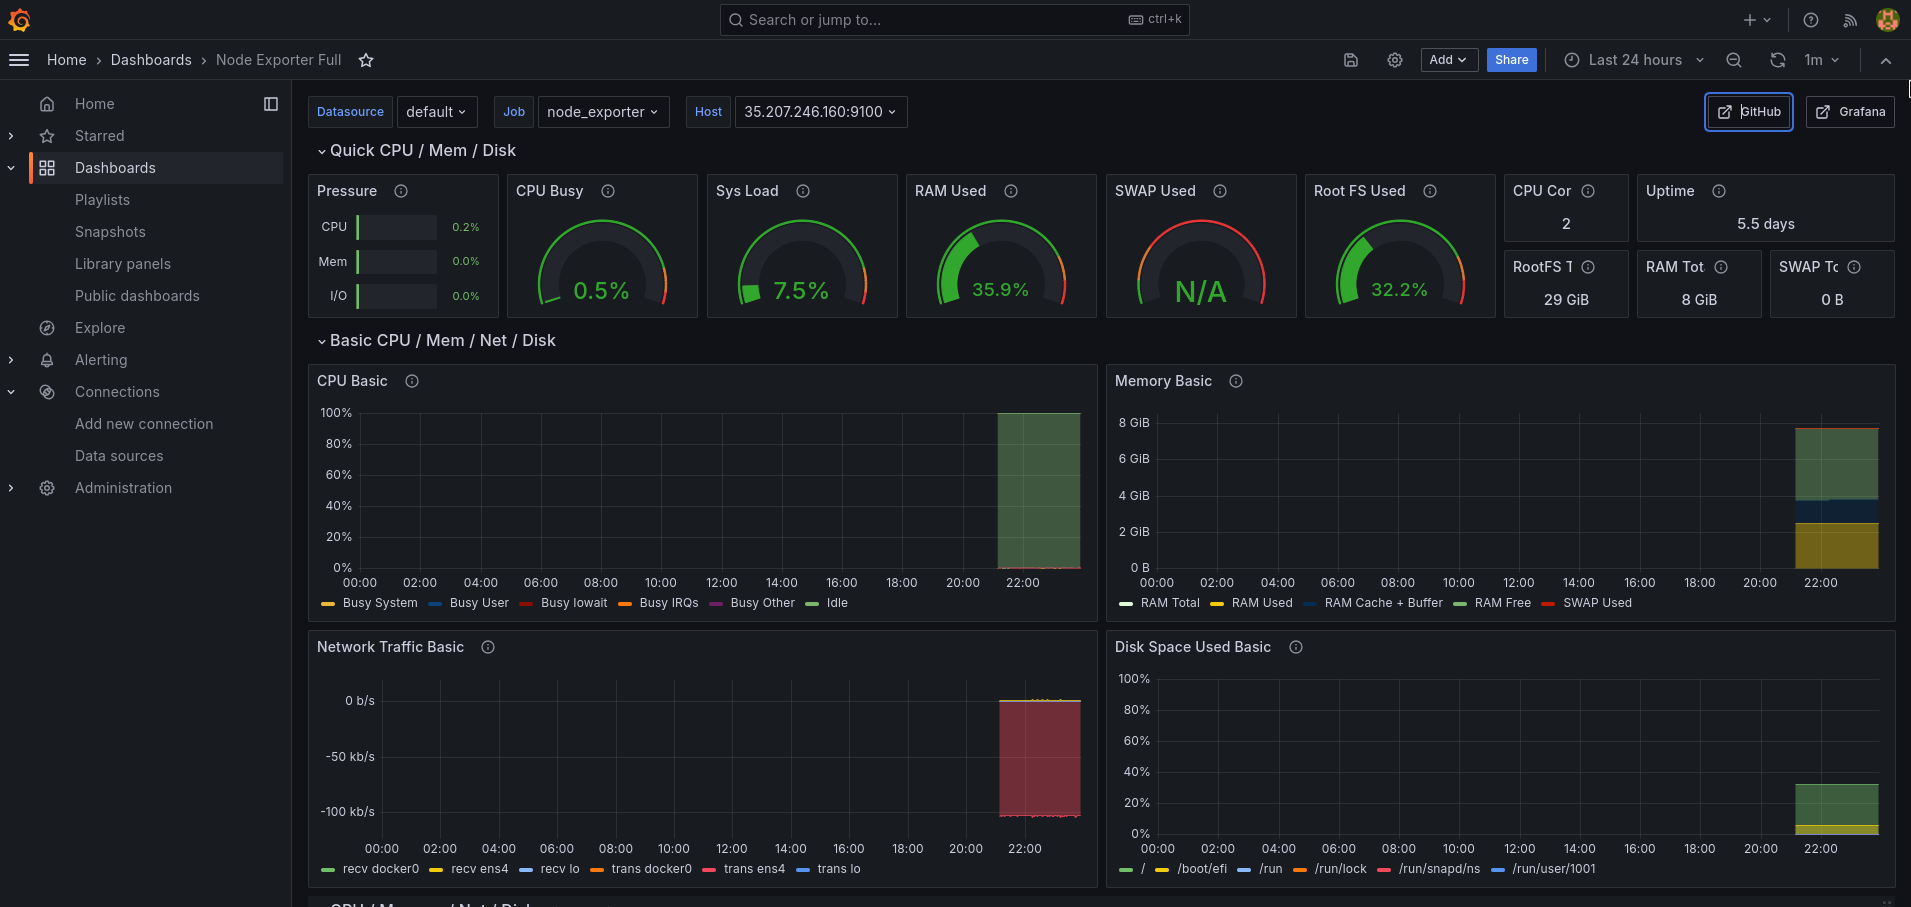 Search or jump to...
ctrl+k
Home › Dashboards › Node Exporter Full
Add
Share
Last 24 hours
1m
Home
Starred
Dashboards
Playlists
Snapshots
Library panels
Public dashboards
Explore
Alerting
Connections
Add new connection
Data sources
Administration
Datasource default Job node_exporter Host 35.207.246.160:9100
GitHub
Grafana
Quick CPU / Mem / Disk
Pressure
CPU 0.2%
Mem 0.0%
I/O 0.0%
CPU Busy
0.5%
Sys Load
7.5%
RAM Used
35.9%
SWAP Used
N/A
Root FS Used
32.2%
CPU Cor
2
Uptime
5.5 days
RootFS T
29 GiB
RAM Tot
8 GiB
SWAP Tc
0 B
Basic CPU / Mem / Net / Disk
CPU Basic
100%
80%
60%
40%
20%
0%
00:00 02:00 04:00 06:00 08:00 10:00 12:00 14:00 16:00 18:00 20:00 22:00
Busy System Busy User Busy Iowait Busy IRQs Busy Other Idle
Memory Basic
8 GiB
6 GiB
4 GiB
2 GiB
0 B
00:00 02:00 04:00 06:00 08:00 10:00 12:00 14:00 16:00 18:00 20:00 22:00
RAM Total RAM Used RAM Cache + Buffer RAM Free SWAP Used
Network Traffic Basic
0 b/s
-50 kb/s
-100 kb/s
00:00 02:00 04:00 06:00 08:00 10:00 12:00 14:00 16:00 18:00 20:00 22:00
recv docker0 recv ens4 recv lo trans docker0 trans ens4 trans lo
Disk Space Used Basic
100%
80%
60%
40%
20%
0%
00:00 02:00 04:00 06:00 08:00 10:00 12:00 14:00 16:00 18:00 20:00 22:00
/ /boot/efi /run /run/lock /run/snapd/ns /run/user/1001